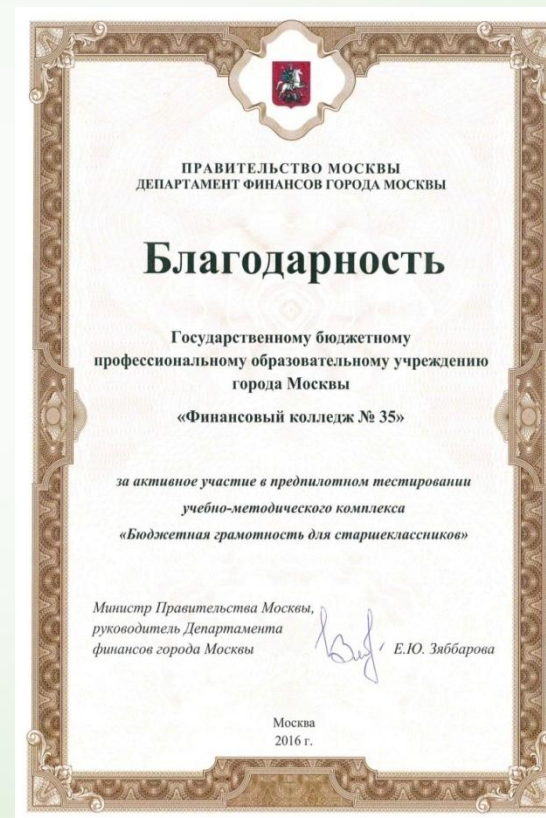 ПРАВИТЕЛЬСТВО МОСКВЫ
ДЕПАРТАМЕНТ ФИНАНСОВ ГОРОДА МОСКВЫ
Благодарность
Государственному бюджетному
профессиональному образовательному учреждению
города Москвы
«Финансовый колледж № 35»
за активное участие в предпилотном тестировании
учебно-методического комплекса
«Бюджетная грамотность для старшеклассников»
Министр Правительства Москвы,
руководитель Департамента
финансов города Москвы
Е.Ю. Зяббарова
Москва
2016 г.